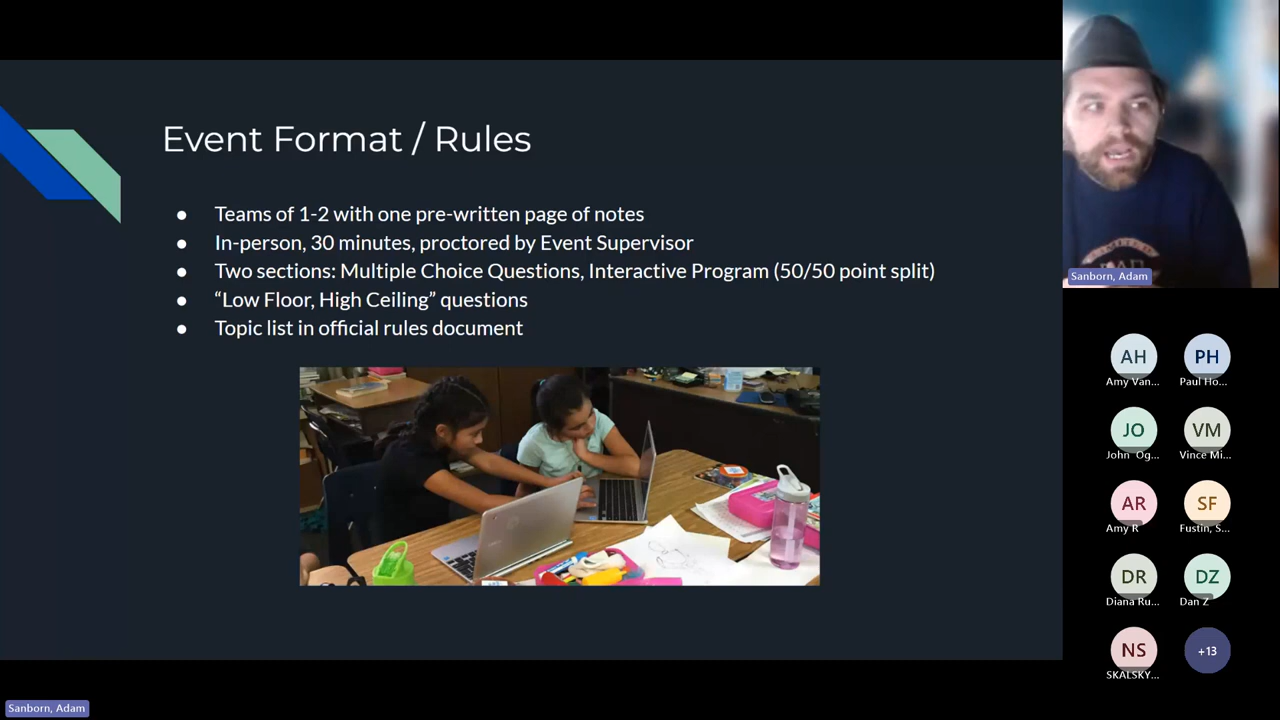 Event Format / Rules
● Teams of 1-2 with one pre-written page of notes
● In-person, 30 minutes, proctored by Event Supervisor
● Two sections: Multiple Choice Questions, Interactive Program (50/50 point split)
● “Low Floor, High Ceiling” questions
● Topic list in official rules document
Sanborn, Adam
AH
Amy Van...
PH
Paul Ho...
JO
John Og...
VM
Vince Mi...
AR
Amy R
SF
Fustin, S...
DR
Diana Ru...
DZ
Dan Z
NS
SKALSKY...
+13
Sanborn, Adam